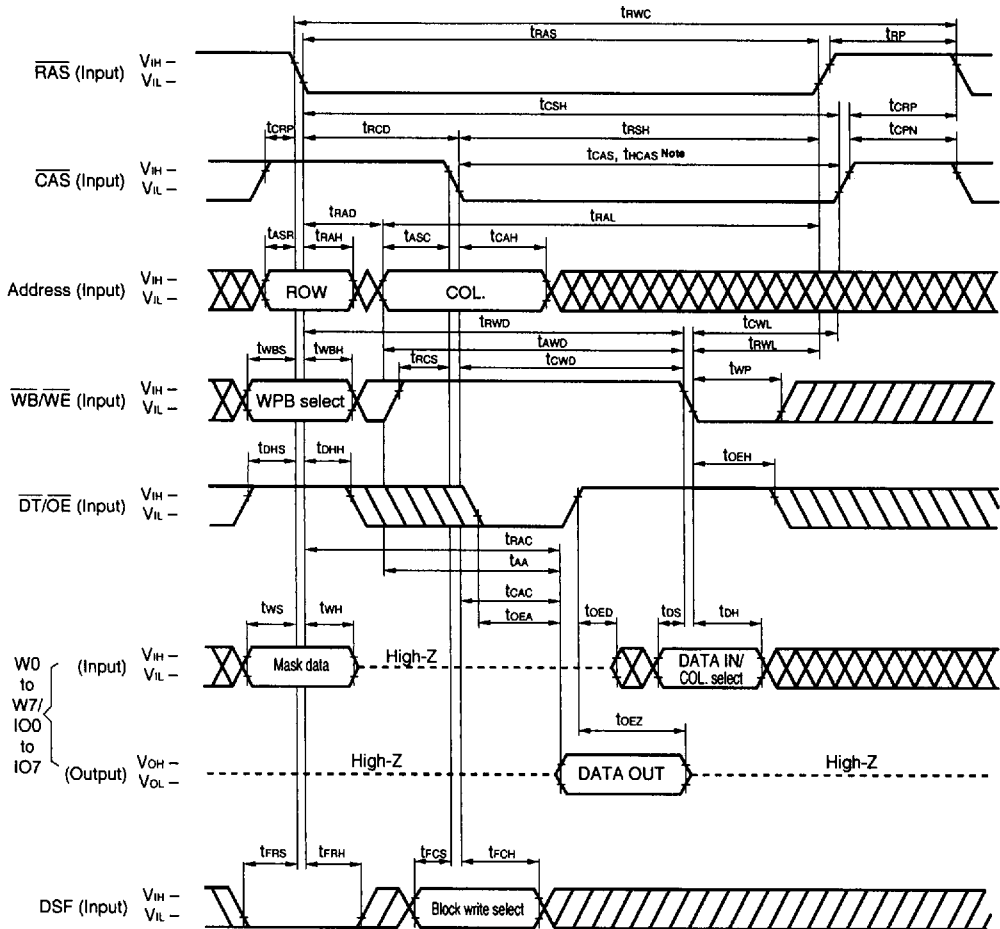 tRWC
tRAS
tRP
RAS (Input)
VIH –
VIL –
tCSH
tCRP
tCRP
tRCD
tRSH
tCPN
tCAS, tHCAS Note
CAS (Input)
VIH –
VIL –
tRAD
tRAL
tASR
tRAH
tASC
tCAH
Address (Input)
VIH –
VIL –
ROW
COL.
tRWD
tCWL
tAWD
tRWL
tWBS
tWBH
tRCS
tCWD
tWP
WB/WE (Input)
VIH –
VIL –
WPB select
tDHS
tDHH
tOEH
DT/OE (Input)
VIH –
VIL –
tRAC
tAA
tCAC
tOEA
tWS
tWH
tOED
tDS
tDH
W0
to
W7/
IO0
to
IO7
(Input)
VIH –
VIL –
Mask data
High-Z
DATA IN/
COL. select
tOEZ
(Output)
VOH –
VOL –
High-Z
DATA OUT
High-Z
tFRS
tFRH
tFCS
tFCH
DSF (Input)
VIH –
VIL –
Block write select